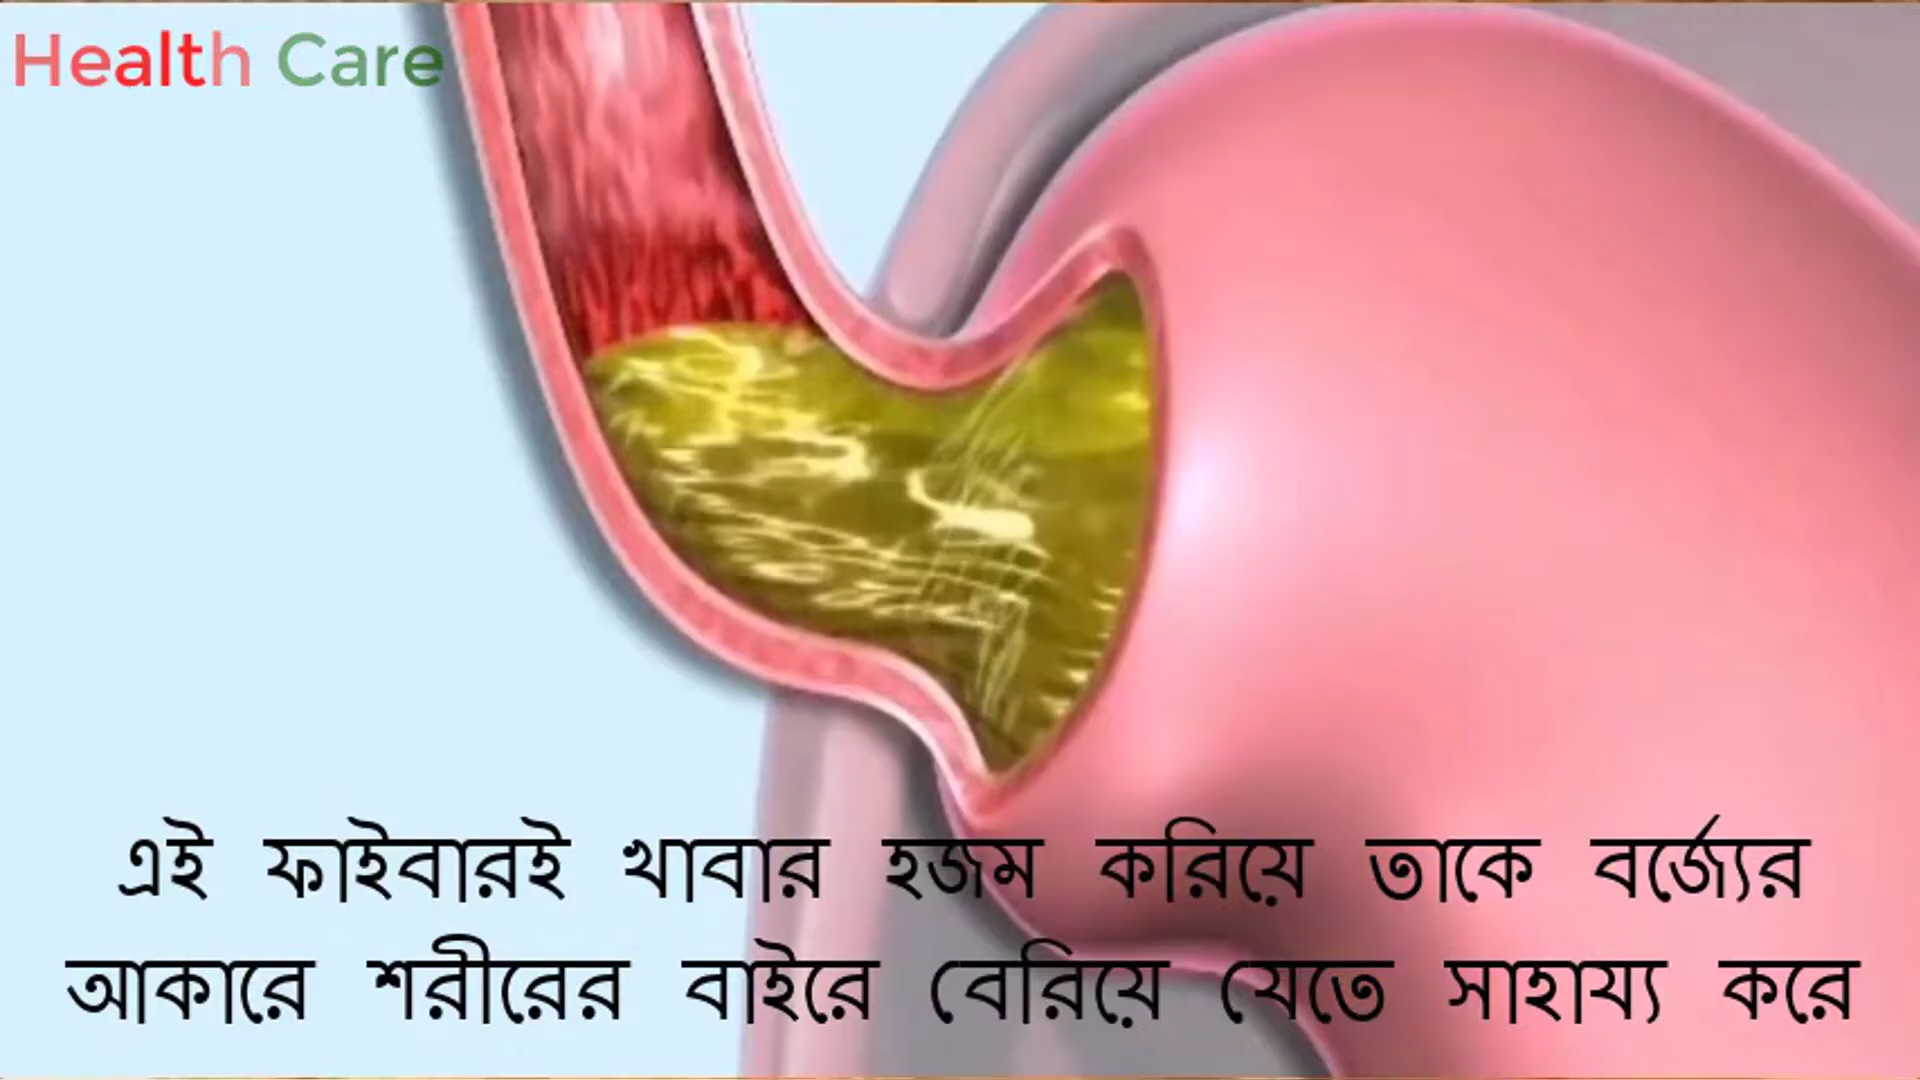 Health Care
এই ফাইবারই খাবার হজম করিয়ে তাকে বর্জ্যের
আকারে শরীরের বাইরে বেরিয়ে যেতে সাহায্য করে